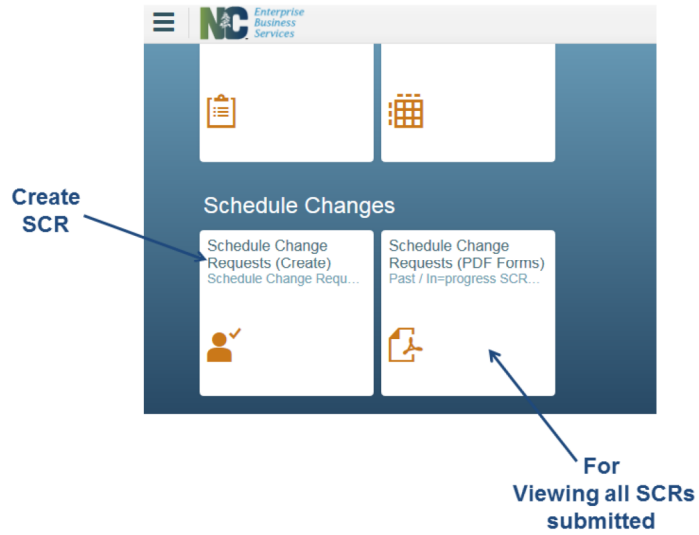 NC
Enterprise
Business
Services
Schedule Changes
Create
SCR
Schedule Change
Requests (Create)
Schedule Change Requ...
Schedule Change
Requests (PDF Forms)
Past / In=progress SCR...
For
Viewing all SCRs
submitted